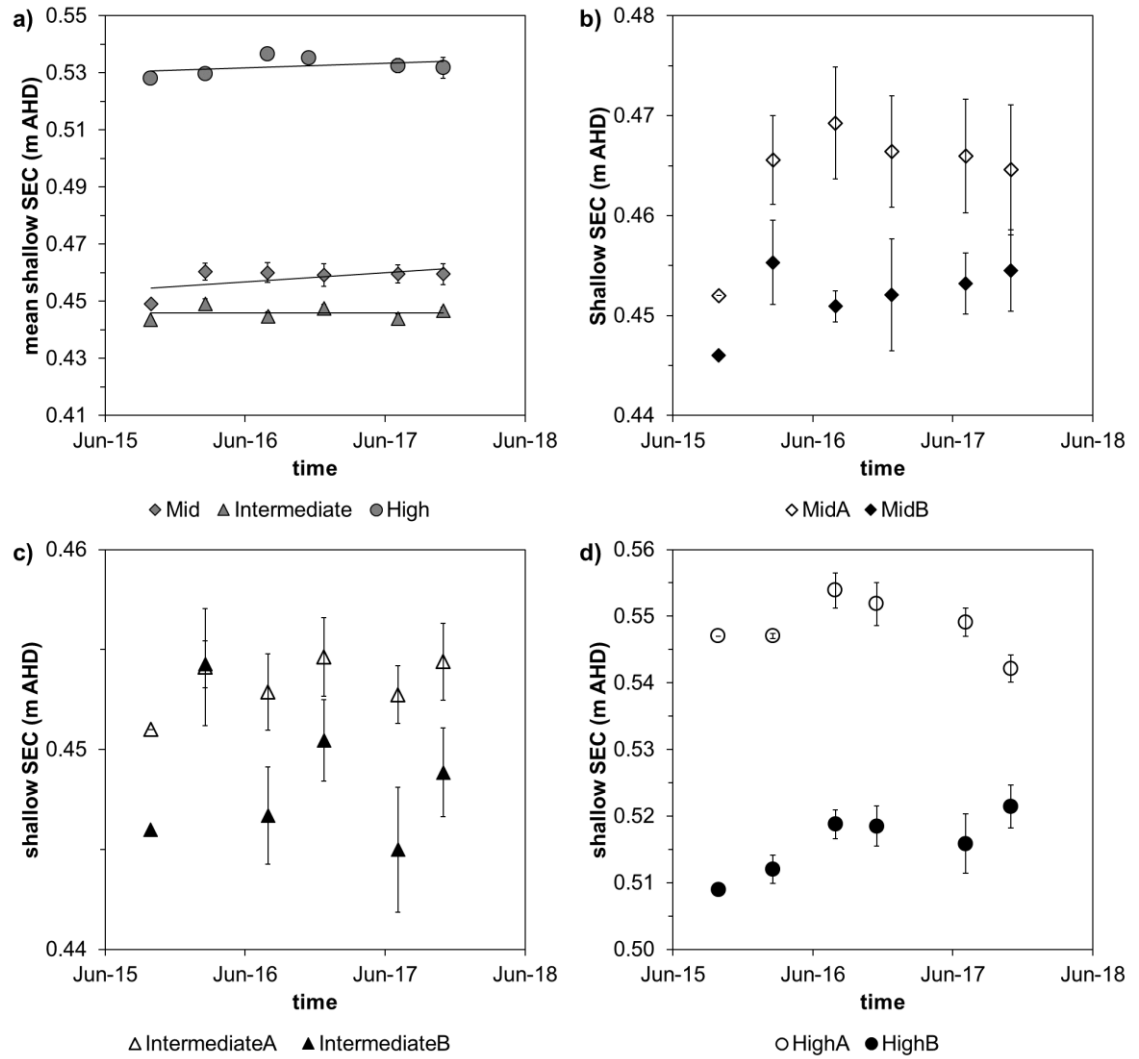 a)
mean shallow SEC (m AHD)
0.55
0.53
0.51
0.49
0.47
0.45
0.43
0.41
Jun-15 Jun-16 Jun-17 Jun-18
time
Mid Intermediate High
b)
Shallow SEC (m AHD)
0.48
0.47
0.46
0.45
0.44
Jun-15 Jun-16 Jun-17 Jun-18
time
MidA MidB
c)
shallow SEC (m AHD)
0.46
0.45
0.44
Jun-15 Jun-16 Jun-17 Jun-18
time
IntermediateA IntermediateB
d)
shallow SEC (m AHD)
0.56
0.55
0.54
0.53
0.52
0.51
0.50
Jun-15 Jun-16 Jun-17 Jun-18
time
HighA HighB